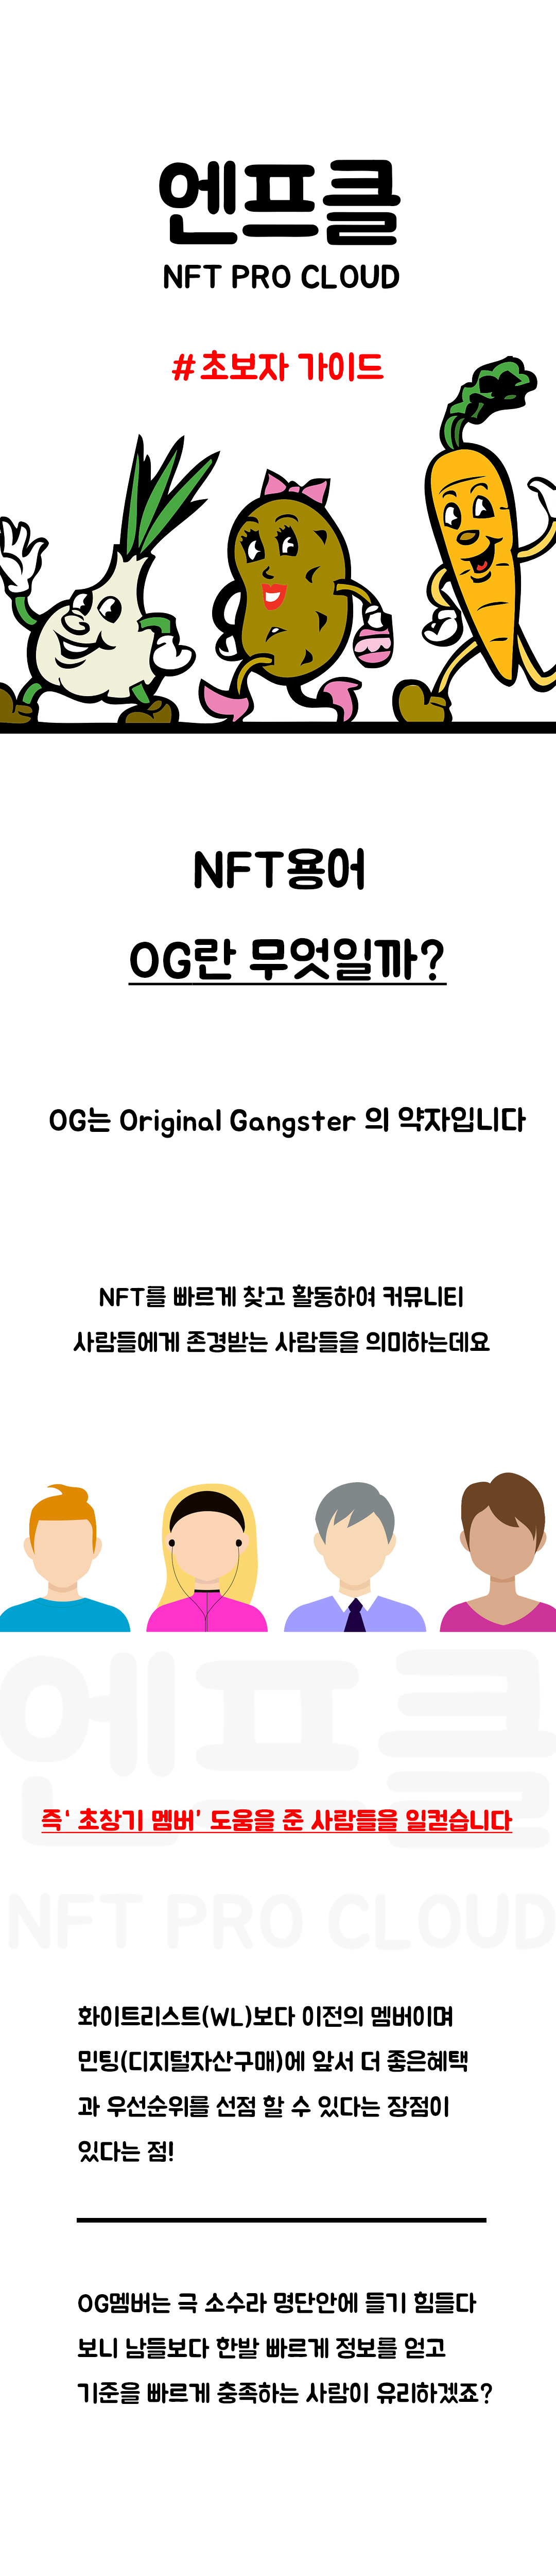 엔프클
NFT PRO CLOUD
#초보자 가이드
NFT용어
OG란 무엇일까?
OG는 Original Gangster 의 약자입니다
NFT를 빠르게 찾고 활동하여 커뮤니티
사람들에게 존경받는 사람들을 의미하는데요
엔프클
즉‘ 초창기 멤버’ 도움을 준 사람들을 일컫습니다
NFT PRO CLOUD
화이트리스트(WL)보다 이전의 멤버이며
민팅(디지털자산구매)에 앞서 더 좋은혜택
과 우선순위를 선점 할 수 있다는 장점이
있다는 점!
OG멤버는 극 소수라 명단안에 들기 힘들다
보니 남들보다 한발 빠르게 정보를 얻고
기준을 빠르게 충족하는 사람이 유리하겠죠?